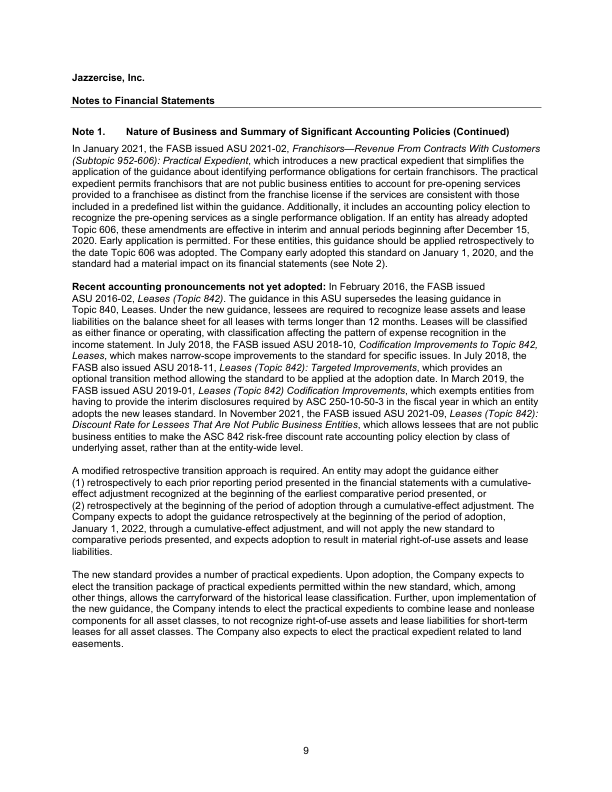 Jazzercise, Inc.
Notes to Financial Statements
Note 1. Nature of Business and Summary of Significant Accounting Policies (Continued)
In January 2021, the FASB issued ASU 2021-02, Franchisors—Revenue From Contracts With Customers
(Subtopic 952-606): Practical Expedient, which introduces a new practical expedient that simplifies the
application of the guidance about identifying performance obligations for certain franchisors. The practical
expedient permits franchisors that are not public business entities to account for pre-opening services
provided to a franchisee as distinct from the franchise license if the services are consistent with those
included in a predefined list within the guidance. Additionally, it includes an accounting policy election to
recognize the pre-opening services as a single performance obligation. If an entity has already adopted
Topic 606, these amendments are effective in interim and annual periods beginning after December 15,
2020. Early application is permitted. For these entities, this guidance should be applied retrospectively to
the date Topic 606 was adopted. The Company early adopted this standard on January 1, 2020, and the
standard had a material impact on its financial statements (see Note 2).
Recent accounting pronouncements not yet adopted: In February 2016, the FASB issued
ASU 2016-02, Leases (Topic 842). The guidance in this ASU supersedes the leasing guidance in
Topic 840, Leases. Under the new guidance, lessees are required to recognize lease assets and lease
liabilities on the balance sheet for all leases with terms longer than 12 months. Leases will be classified
as either finance or operating, with classification affecting the pattern of expense recognition in the
income statement. In July 2018, the FASB issued ASU 2018-10, Codification Improvements to Topic 842,
Leases, which makes narrow-scope improvements to the standard for specific issues. In July 2018, the
FASB also issued ASU 2018-11, Leases (Topic 842): Targeted Improvements, which provides an
optional transition method allowing the standard to be applied at the adoption date. In March 2019, the
FASB issued ASU 2019-01, Leases (Topic 842) Codification Improvements, which exempts entities from
having to provide the interim disclosures required by ASC 250-10-50-3 in the fiscal year in which an entity
adopts the new leases standard. In November 2021, the FASB issued ASU 2021-09, Leases (Topic 842):
Discount Rate for Lessees That Are Not Public Business Entities, which allows lessees that are not public
business entities to make the ASC 842 risk-free discount rate accounting policy election by class of
underlying asset, rather than at the entity-wide level.
A modified retrospective transition approach is required. An entity may adopt the guidance either
(1) retrospectively to each prior reporting period presented in the financial statements with a cumulative-
effect adjustment recognized at the beginning of the earliest comparative period presented, or
(2) retrospectively at the beginning of the period of adoption through a cumulative-effect adjustment. The
Company expects to adopt the guidance retrospectively at the beginning of the period of adoption,
January 1, 2022, through a cumulative-effect adjustment, and will not apply the new standard to
comparative periods presented, and expects adoption to result in material right-of-use assets and lease
liabilities.
The new standard provides a number of practical expedients. Upon adoption, the Company expects to
elect the transition package of practical expedients permitted within the new standard, which, among
other things, allows the carryforward of the historical lease classification. Further, upon implementation of
the new guidance, the Company intends to elect the practical expedients to combine lease and nonlease
components for all asset classes, to not recognize right-of-use assets and lease liabilities for short-term
leases for all asset classes. The Company also expects to elect the practical expedient related to land
easements.
9